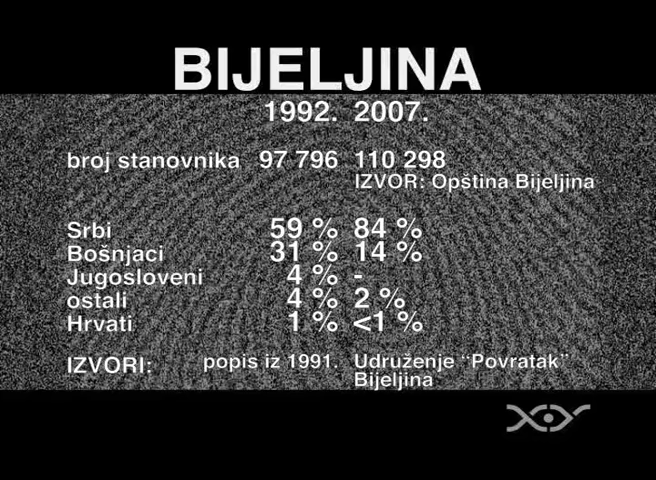 BIJELJINA
1992. 2007.
broj stanovnika 97 796 110 298
IZVOR: Opština Bijeljina
Srbi 59 % 84 %
Bošnjaci 31 % 14 %
Jugosloveni 4 % -
ostali 4 % 2 %
Hrvati 1 % <1 %
IZVORI: popis iz 1991. Udruženje ¨Povratak¨
Bijeljina